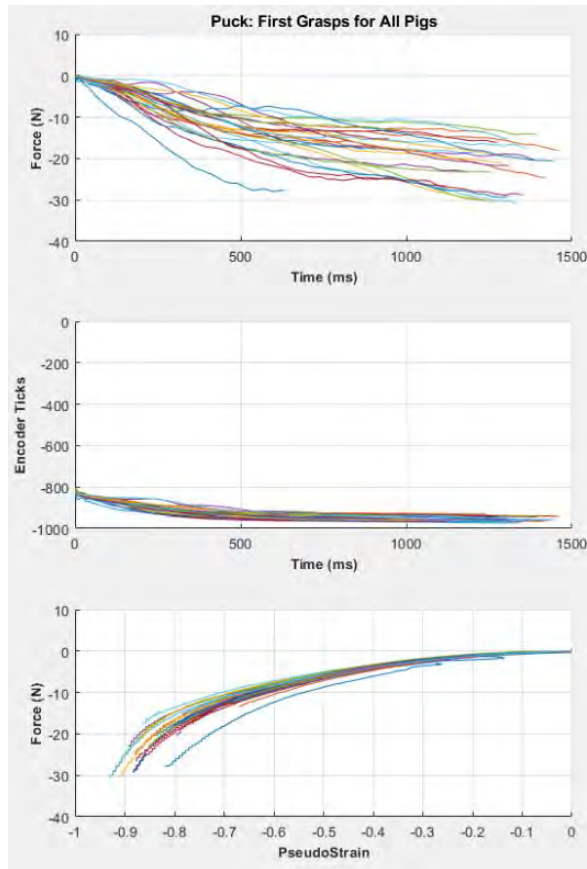 Puck: First Grasps for All Pigs
10
0
-10
-20
-30
-40
Force (N)
0 500 1000 1500
Time (ms)
0
-200
-400
-600
-800
-1000
Encoder Ticks
0 500 1000 1500
Time (ms)
10
0
-10
-20
-30
-40
Force (N)
-1 -0.9 -0.8 -0.7 -0.6 -0.5 -0.4 -0.3 -0.2 -0.1 0
PseudoStrain